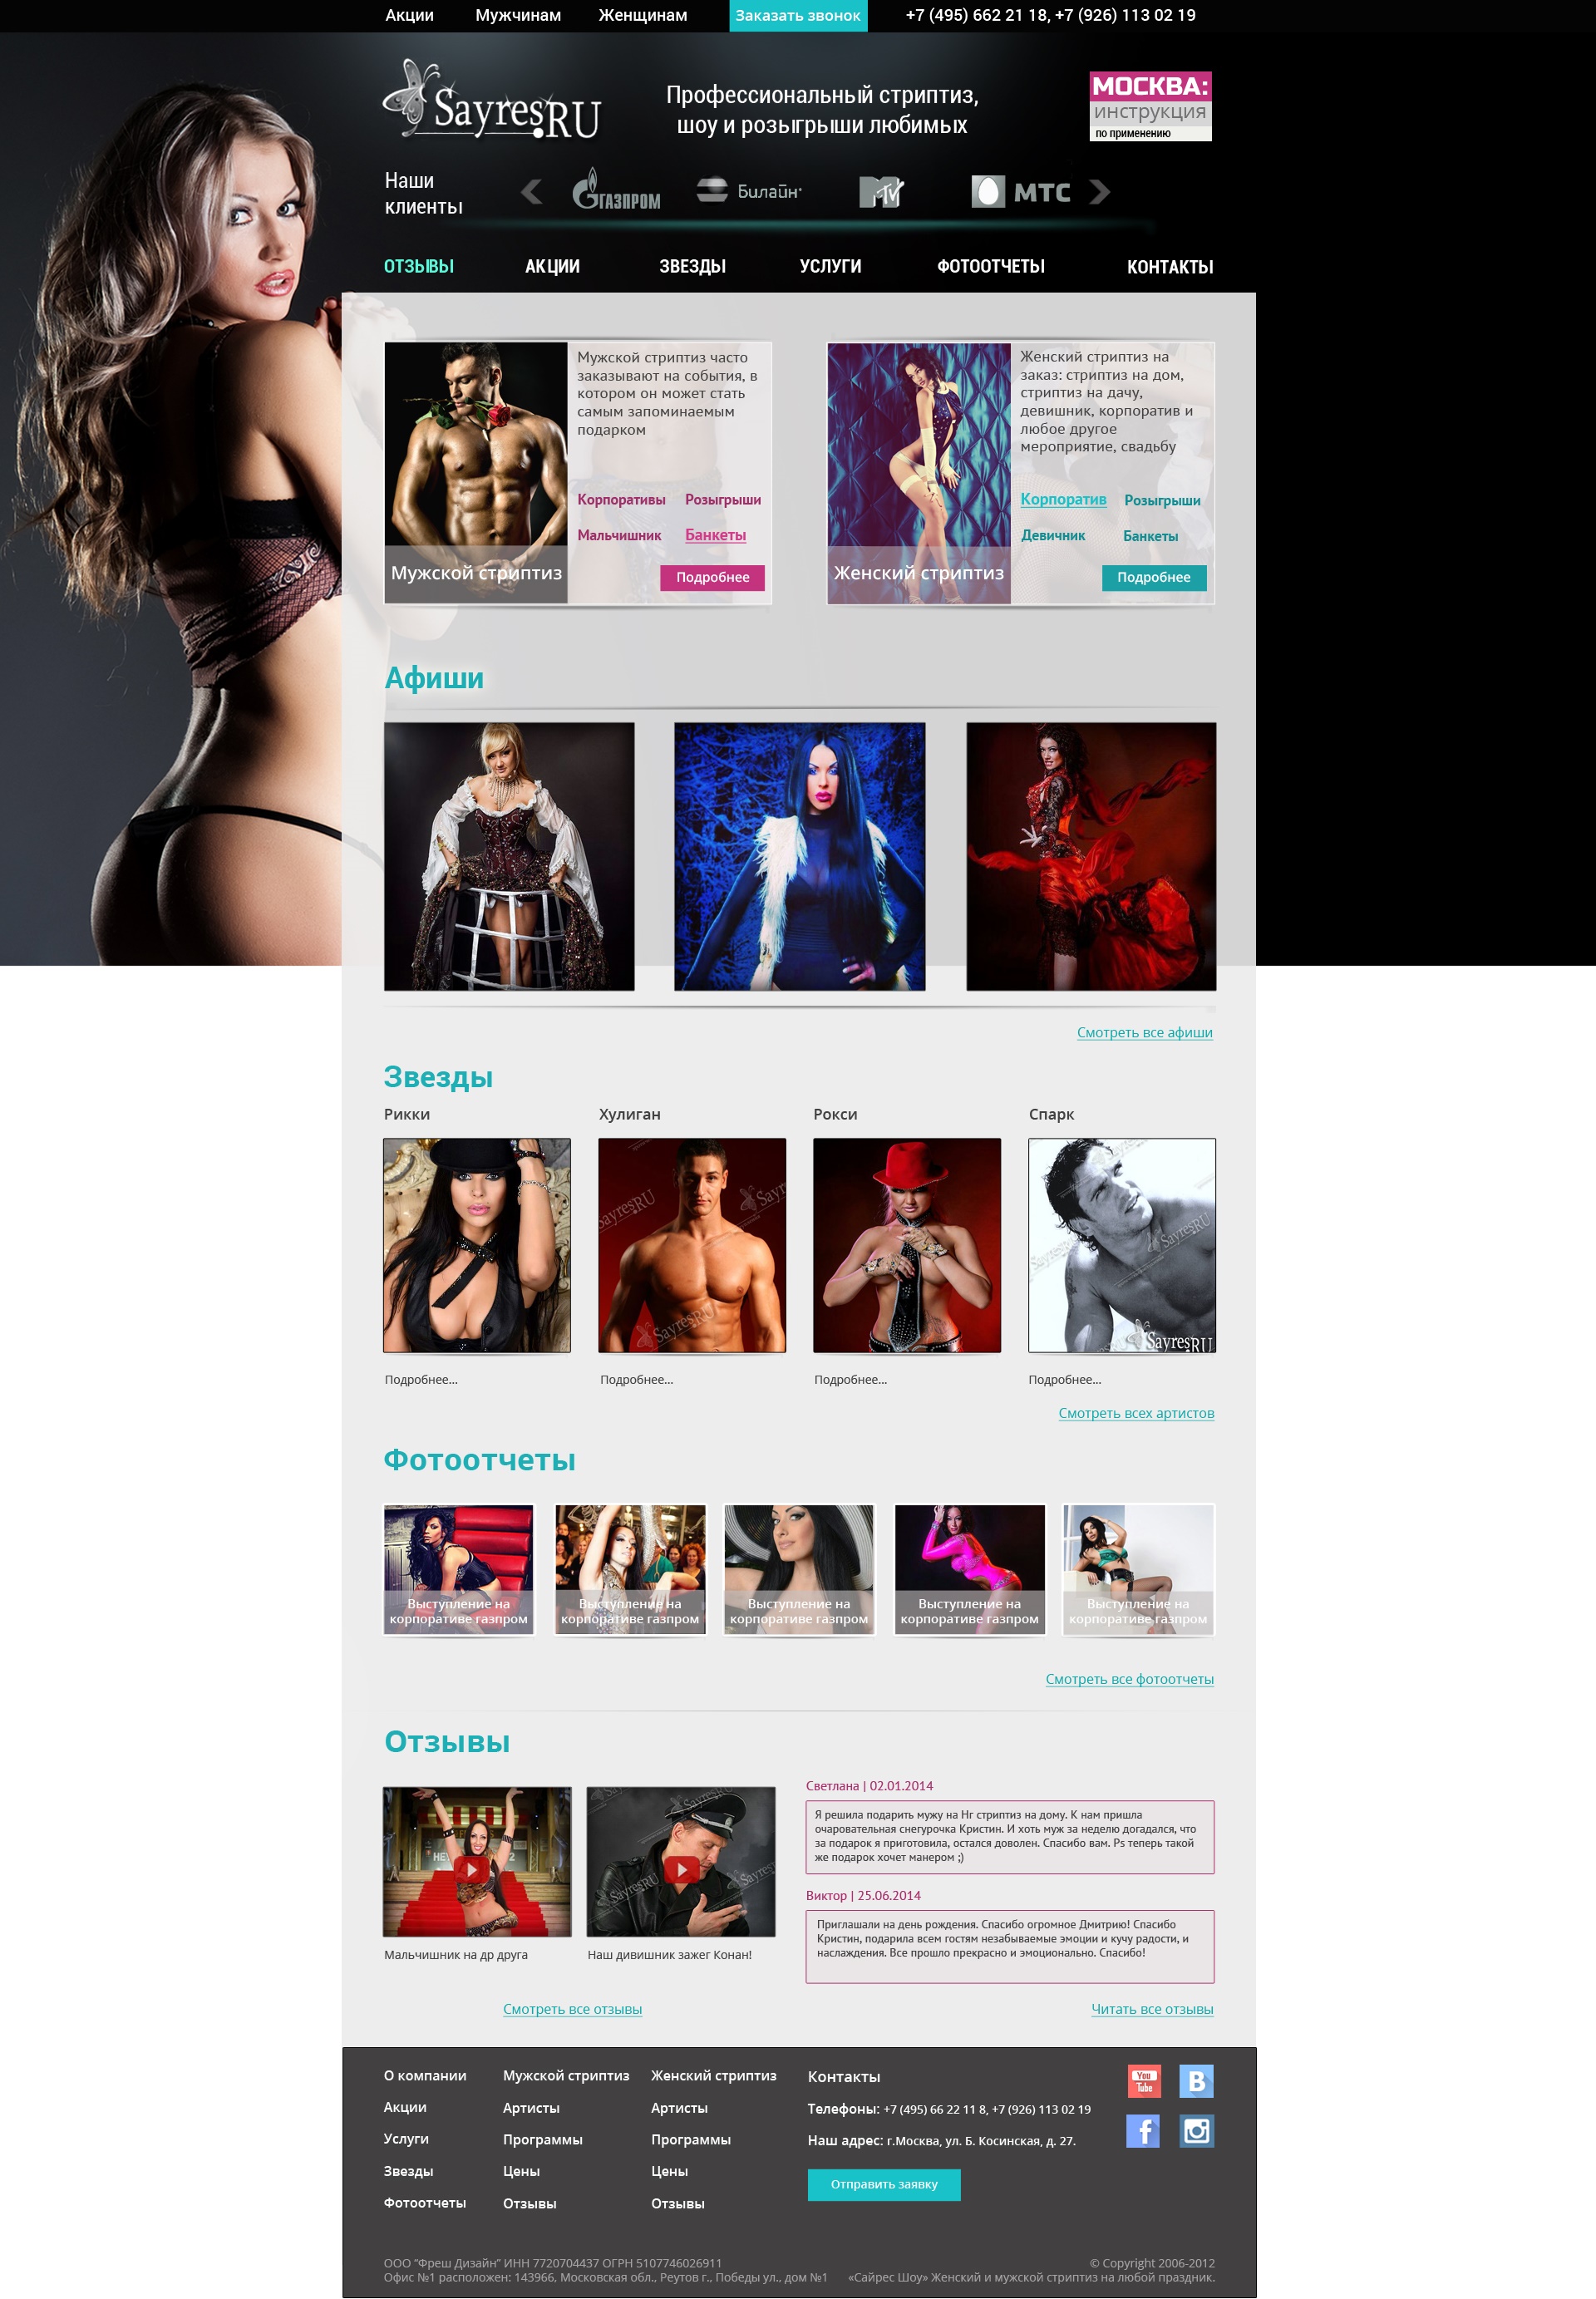 Акции Мужчинам Женщинам Заказать звонок +7 (495) 662 21 18, +7 (926) 113 02 19
Sayres.RU
Профессиональный стриптиз,
шоу и розыгрыши любимых
МОСКВА:
инструкция
по применению
Наши
клиенты
ГАЗПРОМ Билайн MTV МТС
ОТЗЫВЫ АКЦИИ ЗВЕЗДЫ УСЛУГИ ФОТООТЧЕТЫ КОНТАКТЫ
Мужской стриптиз часто
заказывают на события, в
котором он может стать
самым запоминаемым
подарком
Корпоративы Розыгрыши
Мальчишник Банкеты
Мужской стриптиз
Подробнее
Женский стриптиз на
заказ: стриптиз на дом,
стриптиз на дачу,
девишник, корпоратив и
любое другое
мероприятие, свадьбу
Корпоратив Розыгрыши
Девичник Банкеты
Женский стриптиз
Подробнее
Афиши
Смотреть все афиши
Звезды
Рикки Хулиган Рокси Спарк
SayresRU
SayresRU
SayresRU
SayresRU
SayresRU
Подробнее... Подробнее... Подробнее... Подробнее...
Смотреть всех артистов
Фотоотчеты
Выступление на
корпоративе газпром
Выступление на
корпоративе газпром
Выступление на
корпоративе газпром
Выступление на
корпоративе газпром
Выступление на
корпоративе газпром
Смотреть все фотоотчеты
Отзывы
SayresRU
Мальчишник на др друга
Наш дивишник зажег Конан!
Светлана | 02.01.2014
Я решила подарить мужу на Нг стриптиз на дому. К нам пришла
очаровательная снегурочка Кристин. И хоть муж за неделю догадался, что
за подарок я приготовила, остался доволен. Спасибо вам. Ps теперь такой
же подарок хочет манером ;)
Виктор | 25.06.2014
Приглашали на день рождения. Спасибо огромное Дмитрию! Спасибо
Кристин, подарила всем гостям незабываемые эмоции и кучу радости, и
наслаждения. Все прошло прекрасно и эмоционально. Спасибо!
Смотреть все отзывы
Читать все отзывы
О компании
Акции
Услуги
Звезды
Фотоотчеты
Мужской стриптиз
Артисты
Программы
Цены
Отзывы
Женский стриптиз
Артисты
Программы
Цены
Отзывы
Контакты
Телефоны: +7 (495) 66 22 11 8, +7 (926) 113 02 19
Наш адрес: г.Москва, ул. Б. Косинская, д. 27.
Отправить заявку
You
Tube
B
f
ООО “Фреш Дизайн” ИНН 7720704437 ОГРН 5107746026911
Офис №1 расположен: 143966, Московская обл., Реутов г., Победы ул., дом №1
© Copyright 2006-2012
«Сайрес Шоу» Женский и мужской стриптиз на любой праздник.